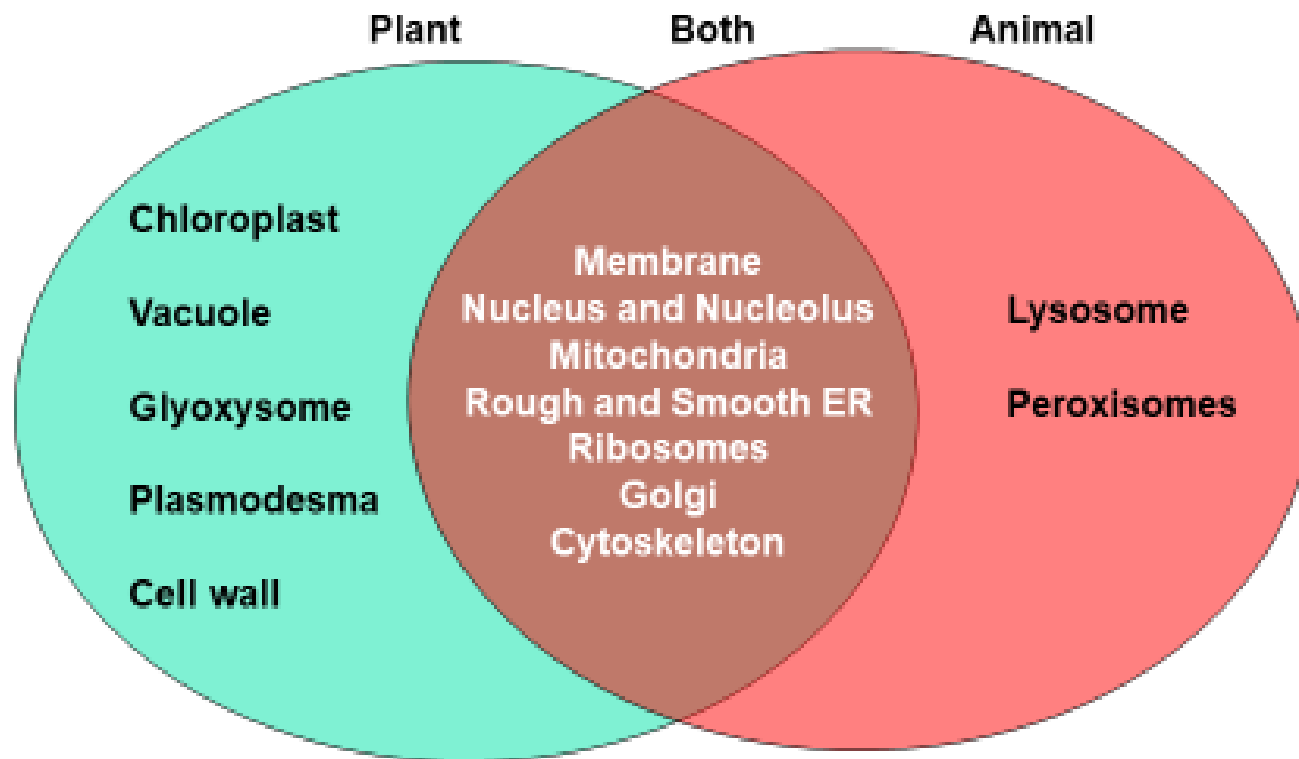 Plant
Both
Animal
Chloroplast
Vacuole
Glyoxysome
Plasmodesma
Cell wall
Membrane
Nucleus and Nucleolus
Mitochondria
Rough and Smooth ER
Ribosomes
Golgi
Cytoskeleton
Lysosome
Peroxisomes